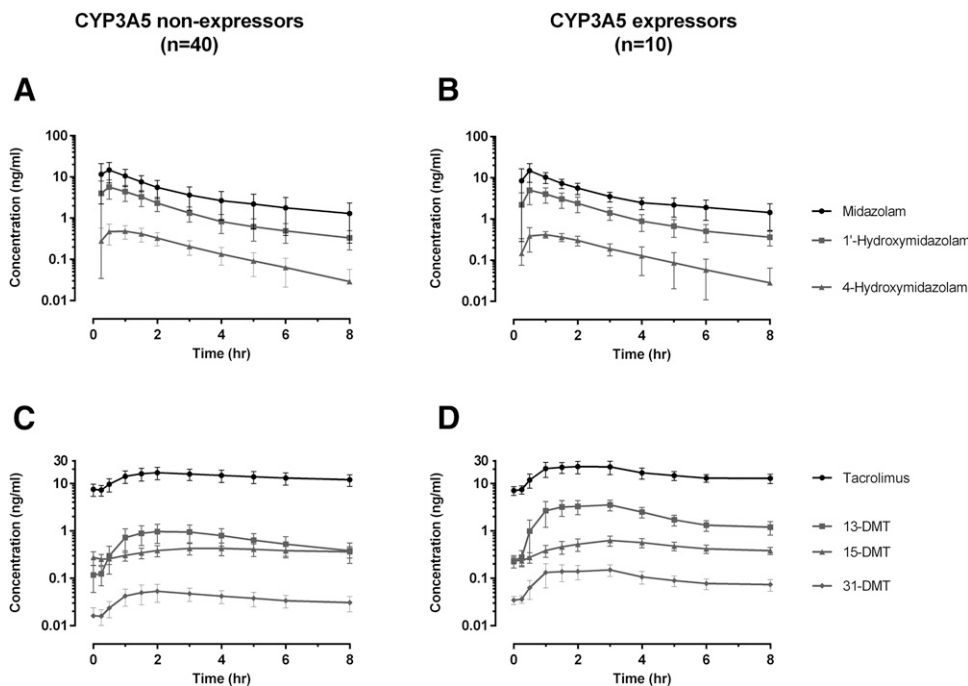 CYP3A5 non-expressors
(n=40)
CYP3A5 expressors
(n=10)
A
Concentration (ng/ml)
100
10
1
0.1
0.01
0
2
4
6
8
Time (hr)
B
Concentration (ng/ml)
100
10
1
0.1
0.01
0
2
4
6
8
Time (hr)
Midazolam
1'-Hydroxymidazolam
4-Hydroxymidazolam
C
Concentration (ng/ml)
30
10
1
0.1
0.01
0
2
4
6
8
Time (hr)
D
Concentration (ng/ml)
30
10
1
0.1
0.01
0
2
4
6
8
Time (hr)
Tacrolimus
13-DMT
15-DMT
31-DMT